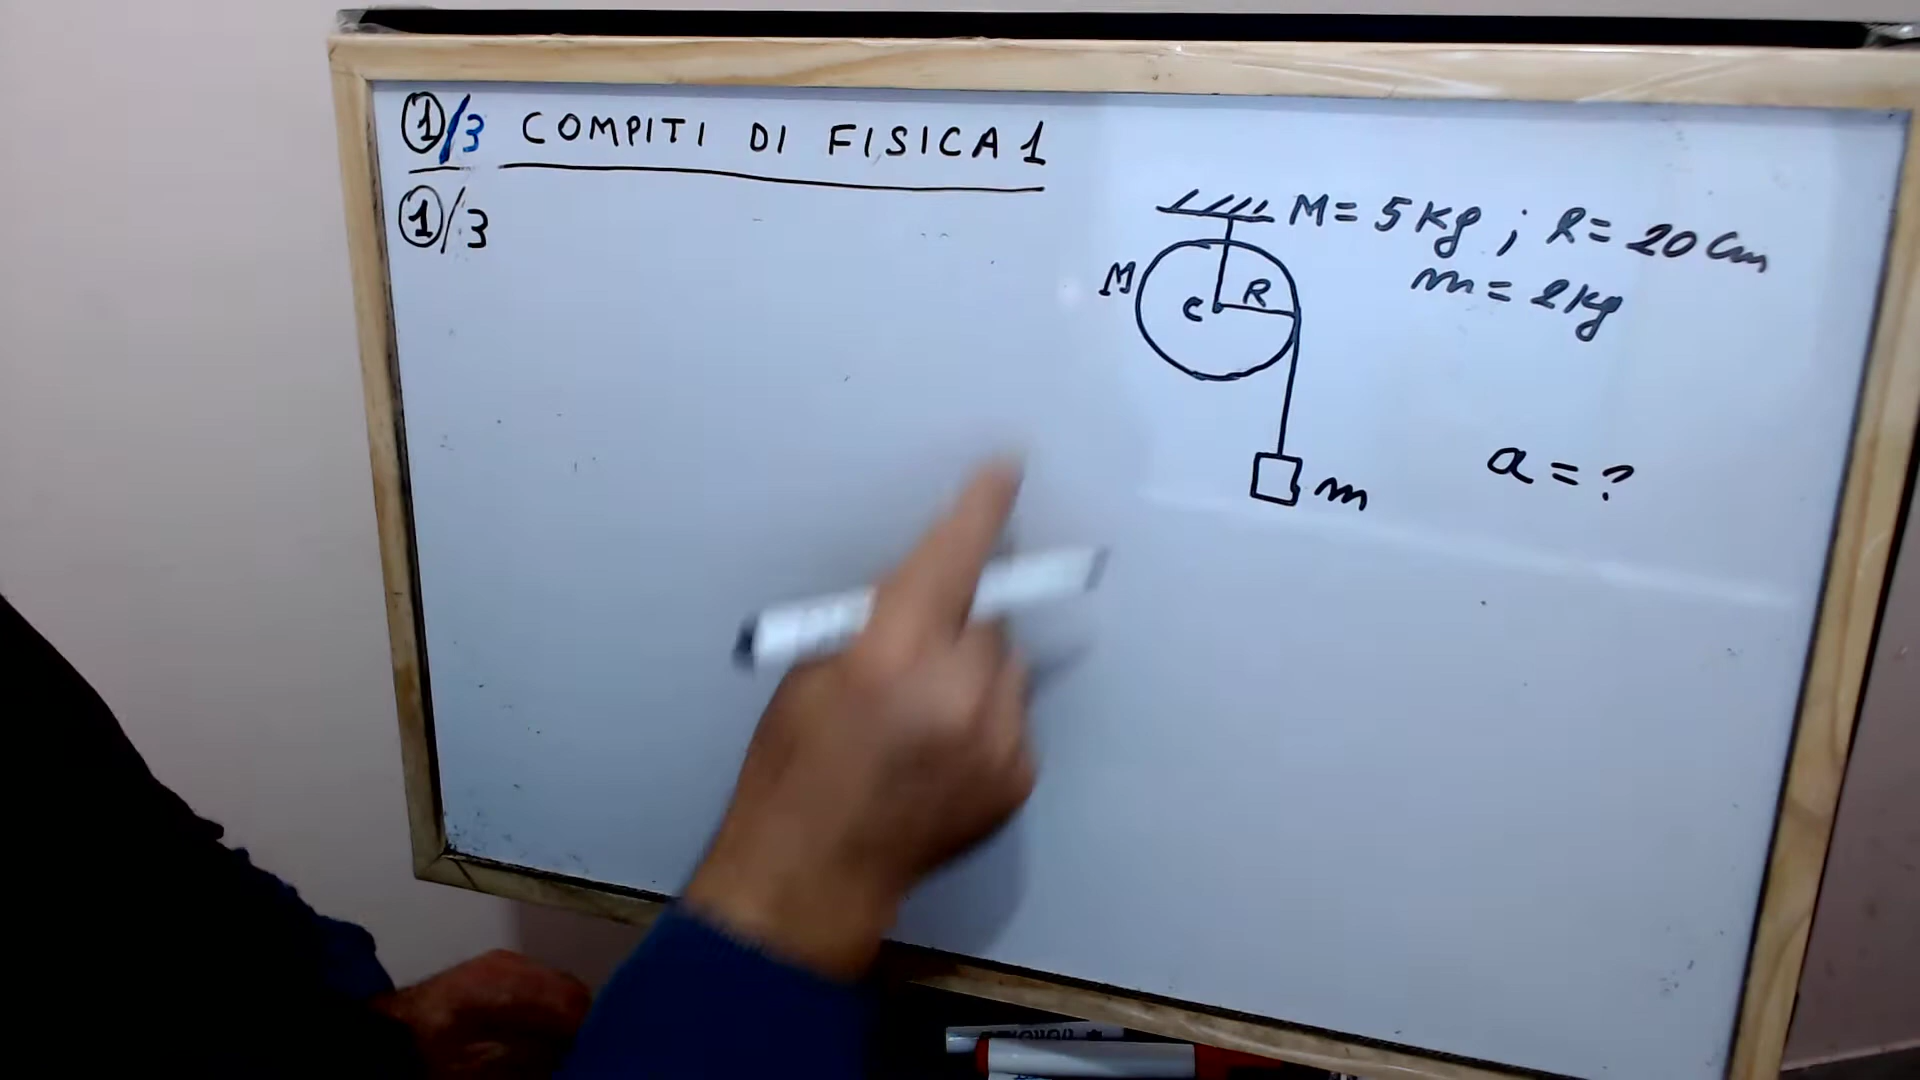 1/3 COMPITI DI FISICA 1
1/3
M = 5 Kg ; R = 20 cm
m = 2 Kg
M
C
R
m
a = ?